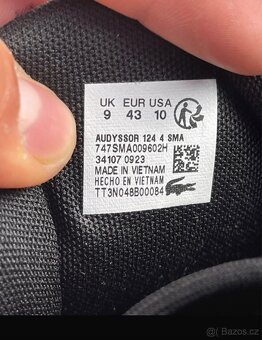 UK EUR USA
9 43 10
AUDYSSOR 124 4 SMA
747SMA009602H
34107 0923
MADE IN VIETNAM
HECHO EN VIETNAM
TT3N048B00084
sbazar.cz